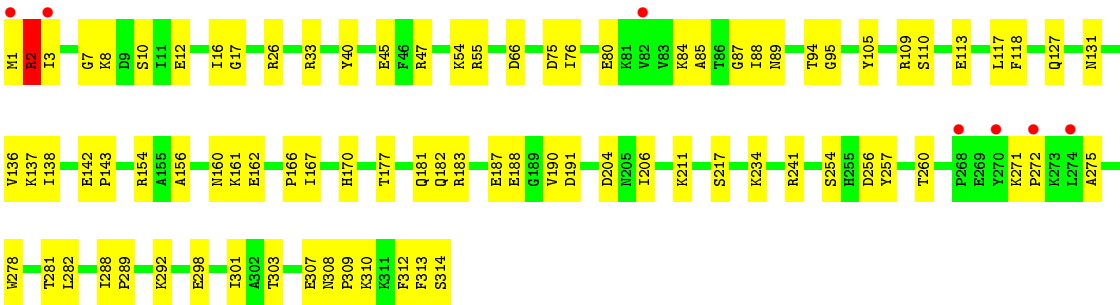 M1 R2 I3 G7 K8 D9 S10 I11 E12 I16 G17 R26 R33 Y40 E45 F46 R47 K54 R55 D66 D75 I76 E80 K81 V82 V83 K84 A85 T86 G87 I88 N89 T94 G95 Y105 R109 S110 E113 L117 F118 Q127 N131
V136 K137 I138 E142 P143 R154 A155 A156 N160 K161 E162 P166 I167 H170 T177 Q181 Q182 R183 E187 E188 G189 V190 D191 D204 N205 I206 K211 S217 K234 R241 S254 H255 D256 Y257 T260 P268 E269 Y270 K271 P272 K273 L274 A275
W278 T281 L282 I288 P289 K292 E298 I301 A302 T303 E307 N308 P309 K310 K311 F312 F313 S314